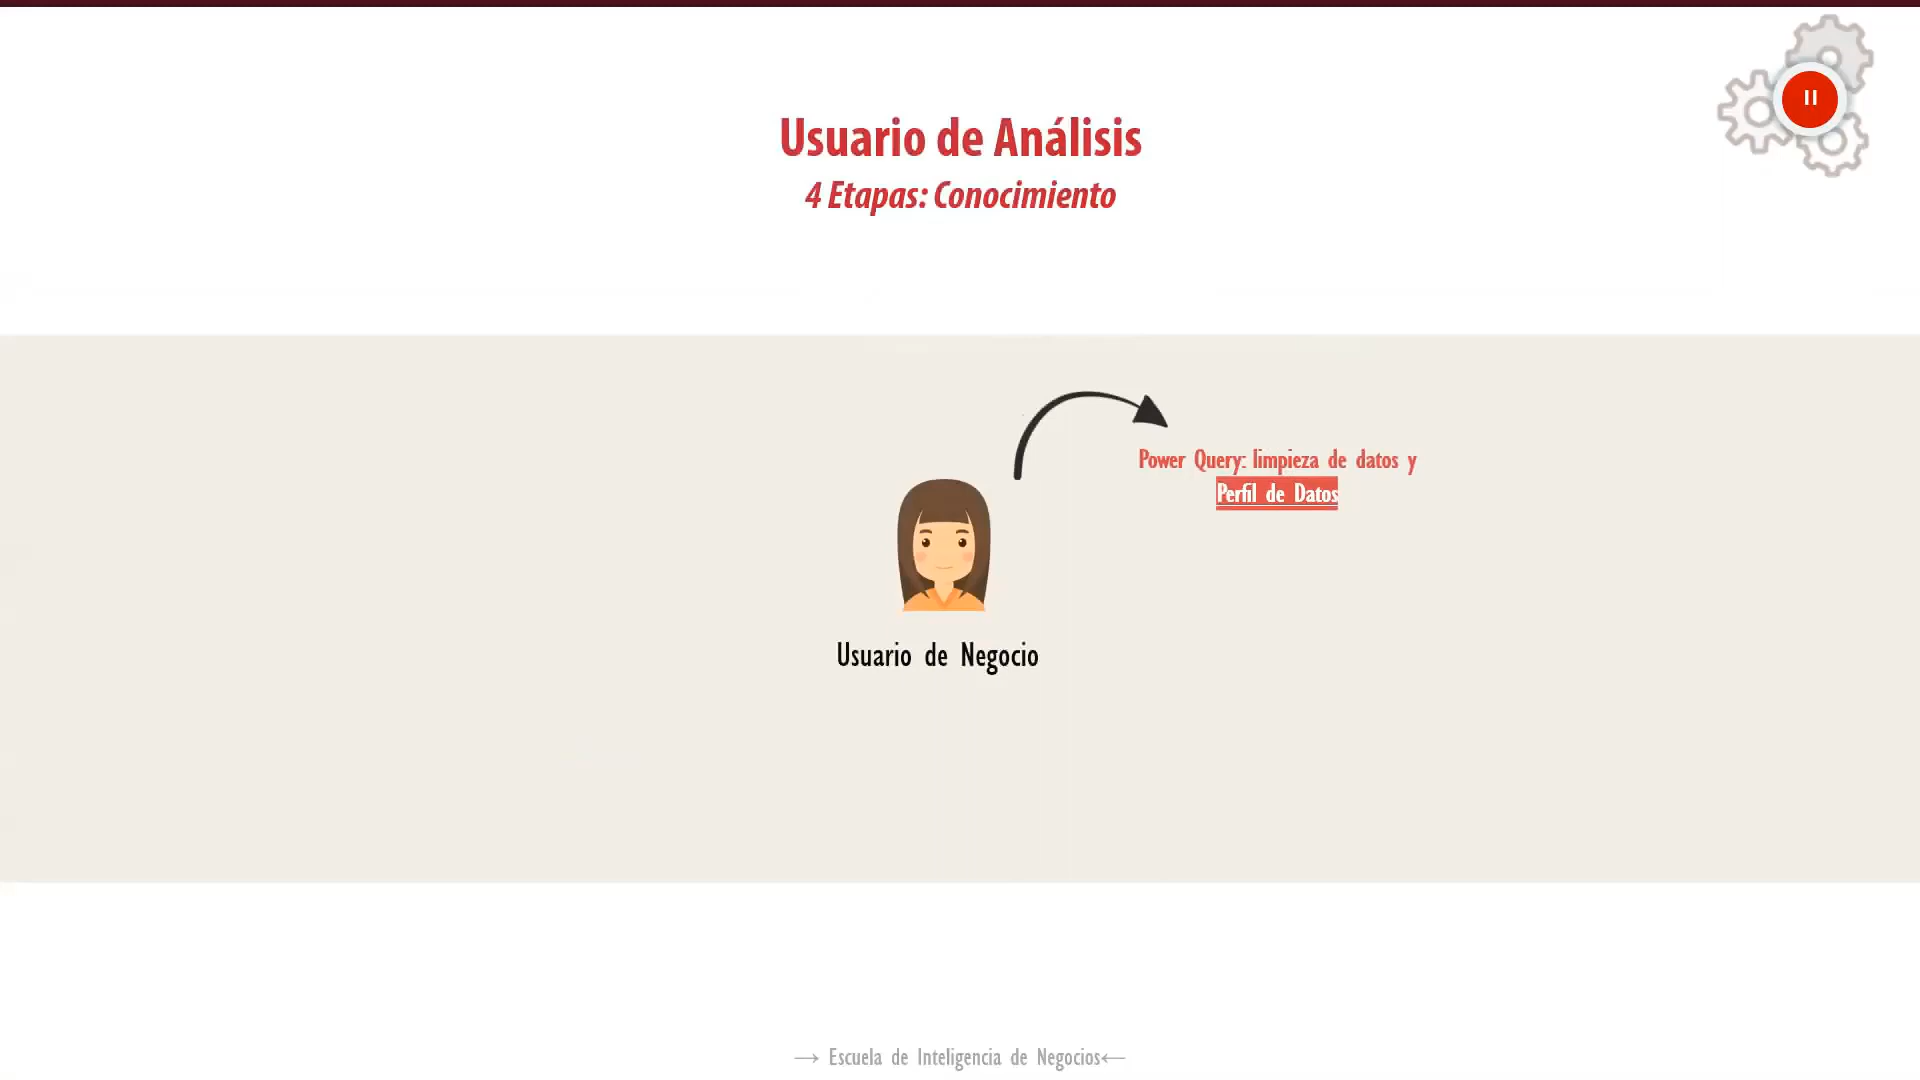 Usuario de Análisis
4 Etapas: Conocimiento
Power Query: limpieza de datos y
Perfil de Datos
Usuario de Negocio
→ Escuela de Inteligencia de Negocios←